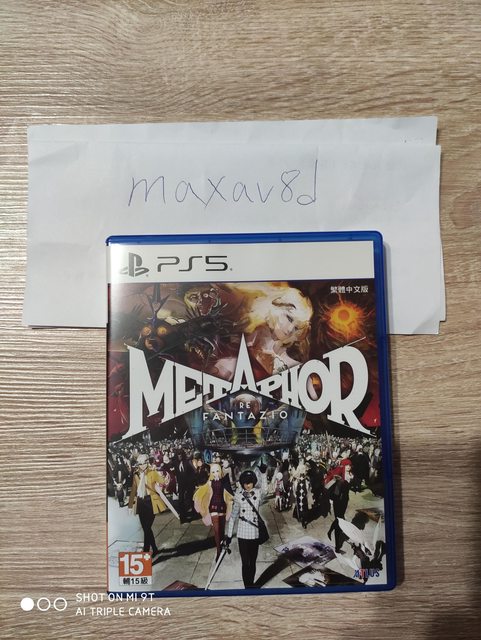 maxav8d
PS5
繁體中文版
METAPHOR
RE
FANTAZIO
15+
輔15級
ATLUS
SHOT ON MI 9T
AI TRIPLE CAMERA